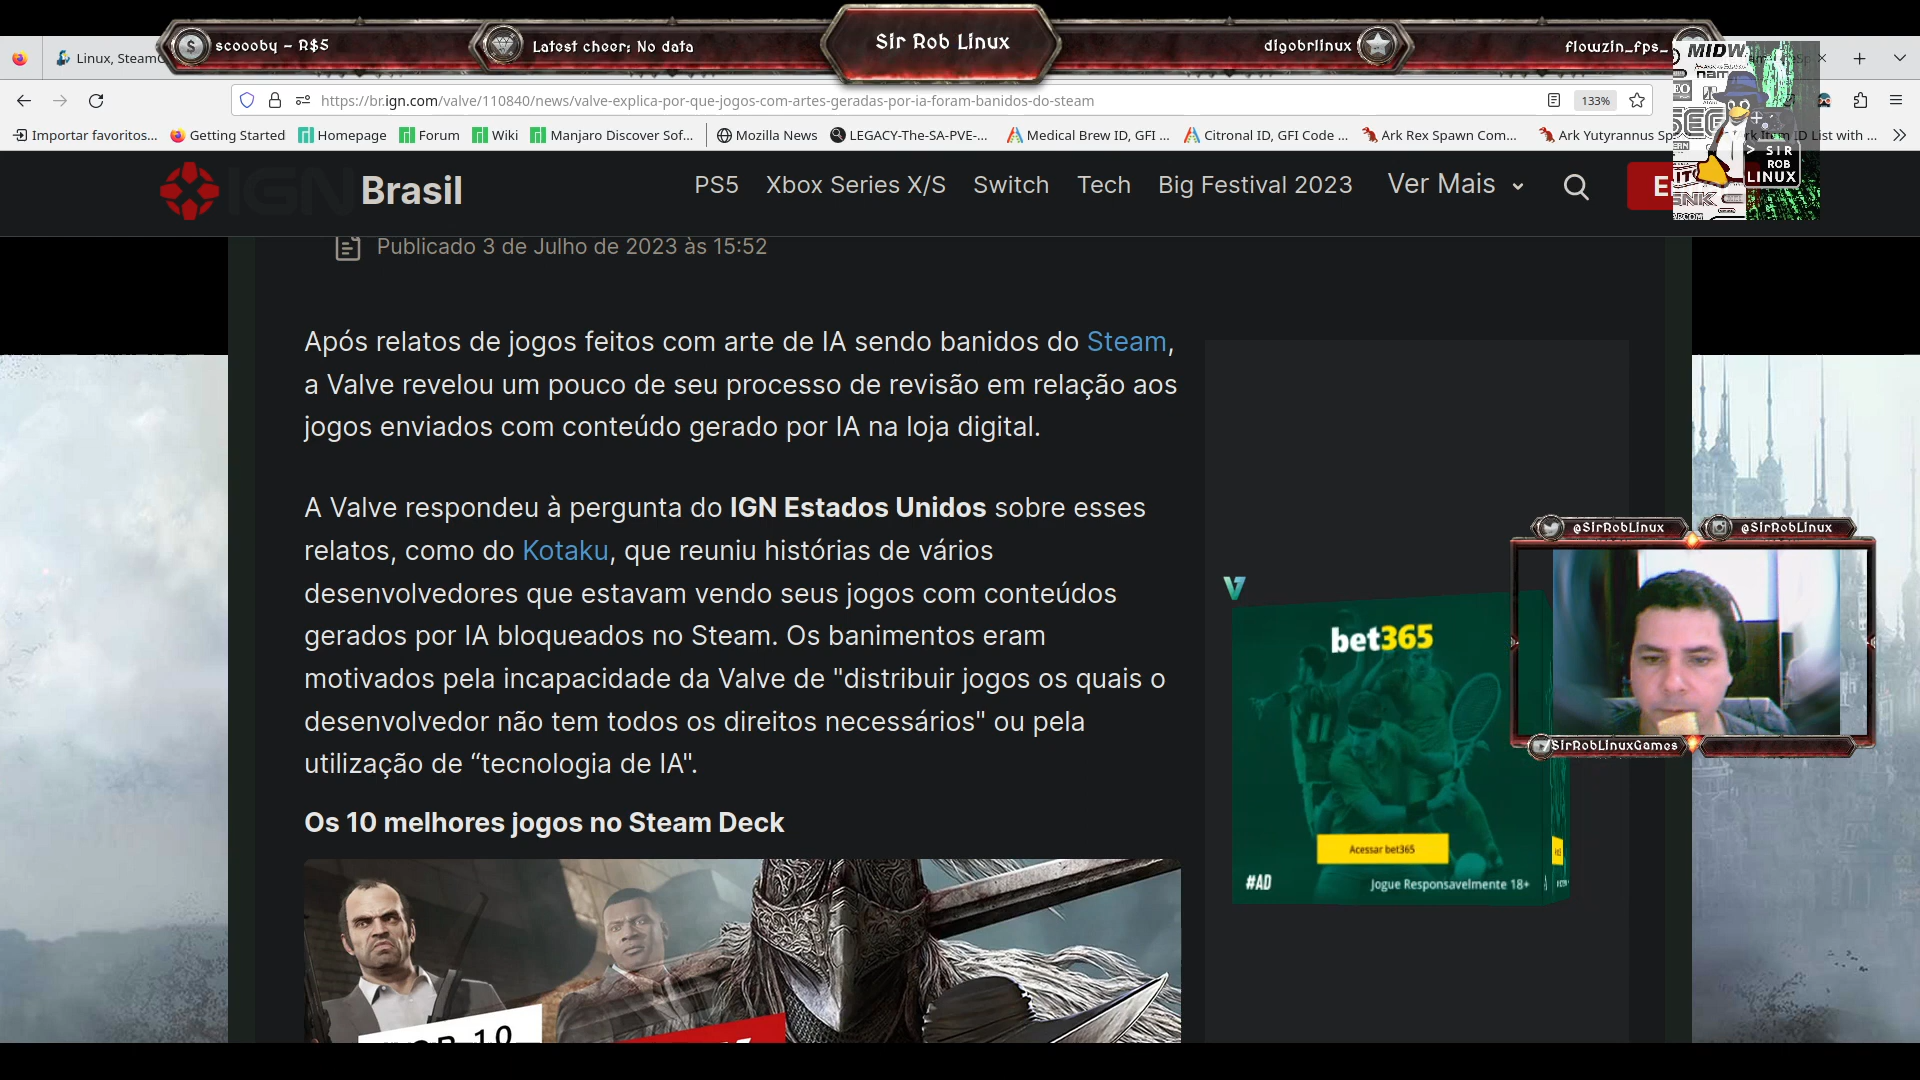 scoooby - R$5
Latest cheer: No data
Sir Rob Linux
digobrlinux
flowzin_fps_
Linux, Steam
https://br.ign.com/valve/110840/news/valve-explica-por-que-jogos-com-artes-geradas-por-ia-foram-banidos-do-steam
133%
Importar favoritos...
Getting Started
Homepage
Forum
Wiki
Manjaro Discover Sof...
Mozilla News
LEGACY-The-SA-PVE-...
Medical Brew ID, GFI ...
Citronal ID, GFI Code ...
Ark Rex Spawn Com...
Ark Yutyrannus Sp
ID List with ...
MIDW
> SIR
ROB
LINUX
IGN Brasil
PS5
Xbox Series X/S
Switch
Tech
Big Festival 2023
Ver Mais
Publicado 3 de Julho de 2023 às 15:52
Após relatos de jogos feitos com arte de IA sendo banidos do Steam,
a Valve revelou um pouco de seu processo de revisão em relação aos
jogos enviados com conteúdo gerado por IA na loja digital.
A Valve respondeu à pergunta do IGN Estados Unidos sobre esses
relatos, como do Kotaku, que reuniu histórias de vários
desenvolvedores que estavam vendo seus jogos com conteúdos
gerados por IA bloqueados no Steam. Os banimentos eram
motivados pela incapacidade da Valve de "distribuir jogos os quais o
desenvolvedor não tem todos os direitos necessários" ou pela
utilização de “tecnologia de IA".
Os 10 melhores jogos no Steam Deck
bet365
Acessar bet365
#AD
Jogue Responsavelmente 18+
@SirRobLinux
@SirRobLinux
SirRobLinuxGames